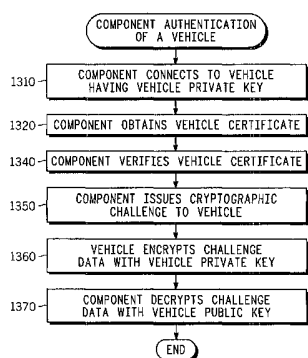 COMPONENT AUTHENTICATION
OF A VEHICLE
1310
COMPONENT CONNECTS TO VEHICLE
HAVING VEHICLE PRIVATE KEY
1320
COMPONENT OBTAINS VEHICLE CERTIFICATE
1340
COMPONENT VERIFIES VEHICLE CERTIFICATE
1350
COMPONENT ISSUES CRYPTOGRAPHIC
CHALLENGE TO VEHICLE
1360
VEHICLE ENCRYPTS CHALLENGE
DATA WITH VEHICLE PRIVATE KEY
1370
COMPONENT DECRYPTS CHALLENGE
DATA WITH VEHICLE PUBLIC KEY
END